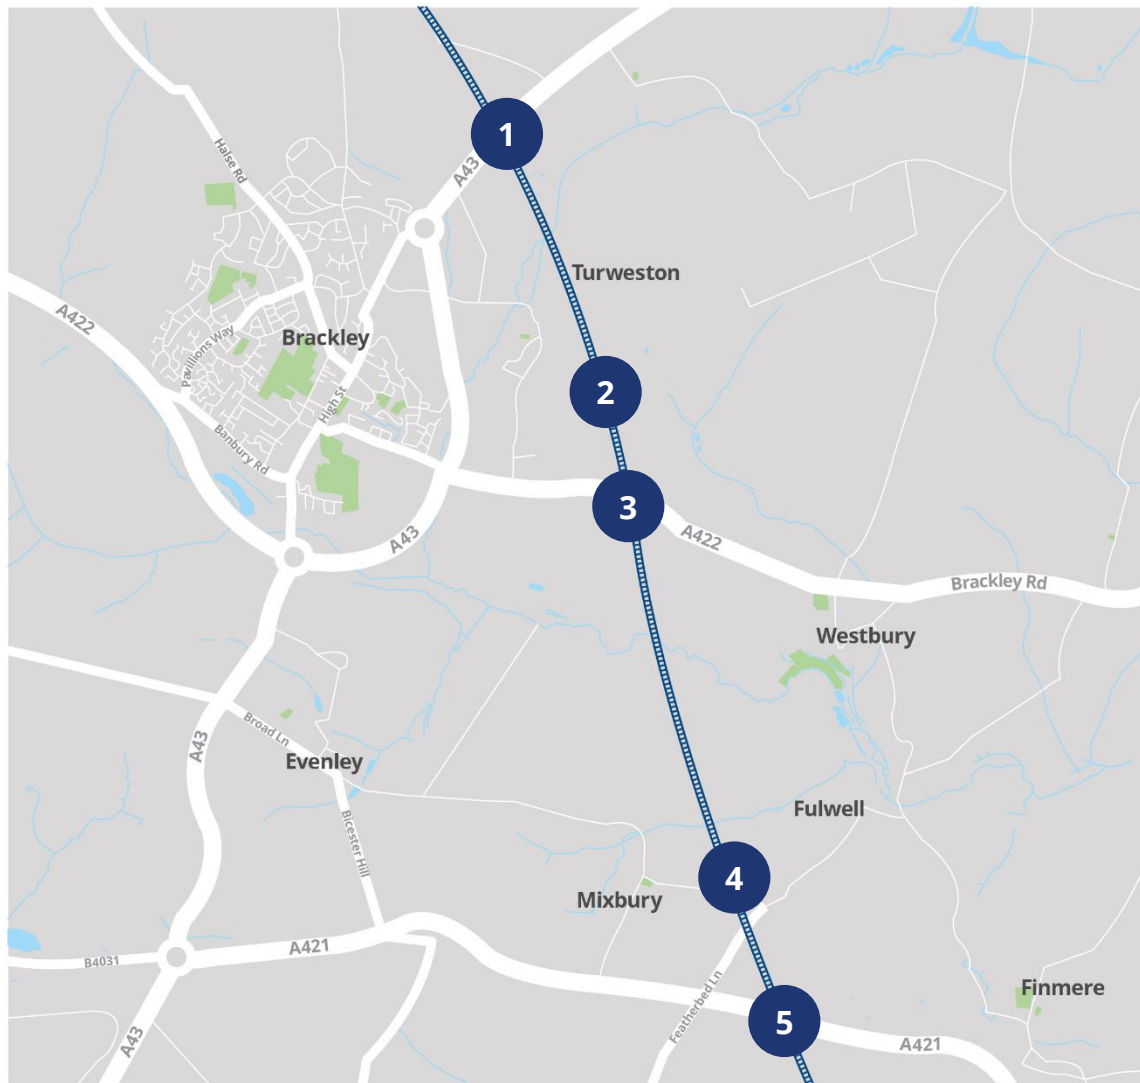 1
A43
Halse Rd
Turweston
A422
Brackley
Pavillions Way
2
High St
Banbury Rd
3
A43
A422
Brackley Rd
Westbury
Broad Ln
A43
Evenley
Fulwell
Bicester Hill
4
Mixbury
A421
B4031
Finmere
Featherbed Ln
5
A43
A421